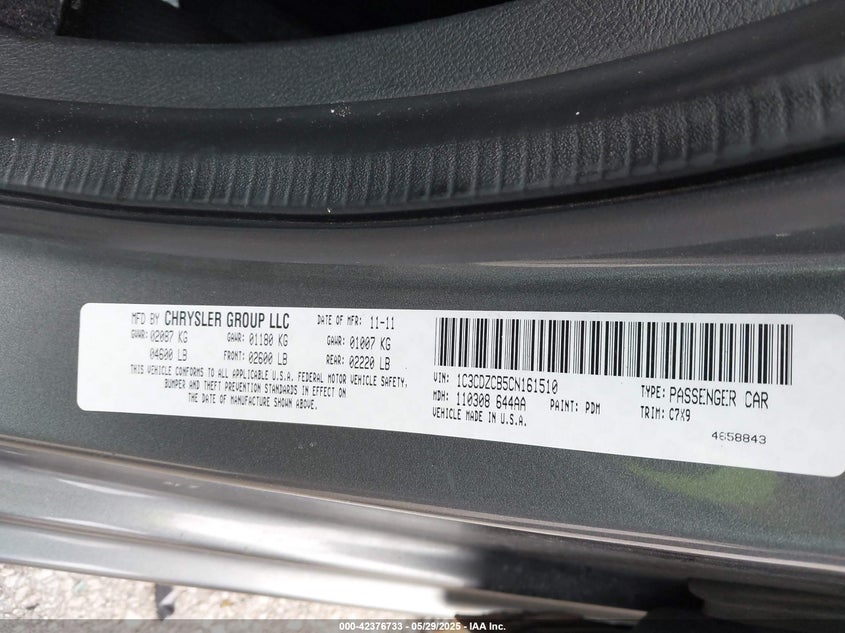 MFD BY CHRYSLER GROUP LLC DATE OF MFR: 11-11
GVWR: 02087 KG GAWR: 01180 KG GAWR: 01007 KG
04600 LB FRONT: 02600 LB REAR: 02220 LB
THIS VEHICLE CONFORMS TO ALL APPLICABLE U.S.A. FEDERAL MOTOR VEHICLE SAFETY,
BUMPER AND THEFT PREVENTION STANDARDS IN EFFECT ON
THE DATE OF MANUFACTURE SHOWN ABOVE.
VIN: 1C3CDZCB5CN161510 TYPE: PASSENGER CAR
MDH: 110308 644AA PAINT: PDM TRIM: C7X9
VEHICLE MADE IN U.S.A.
4658843
000-42376733 - 05/29/2025 - IAA Inc.